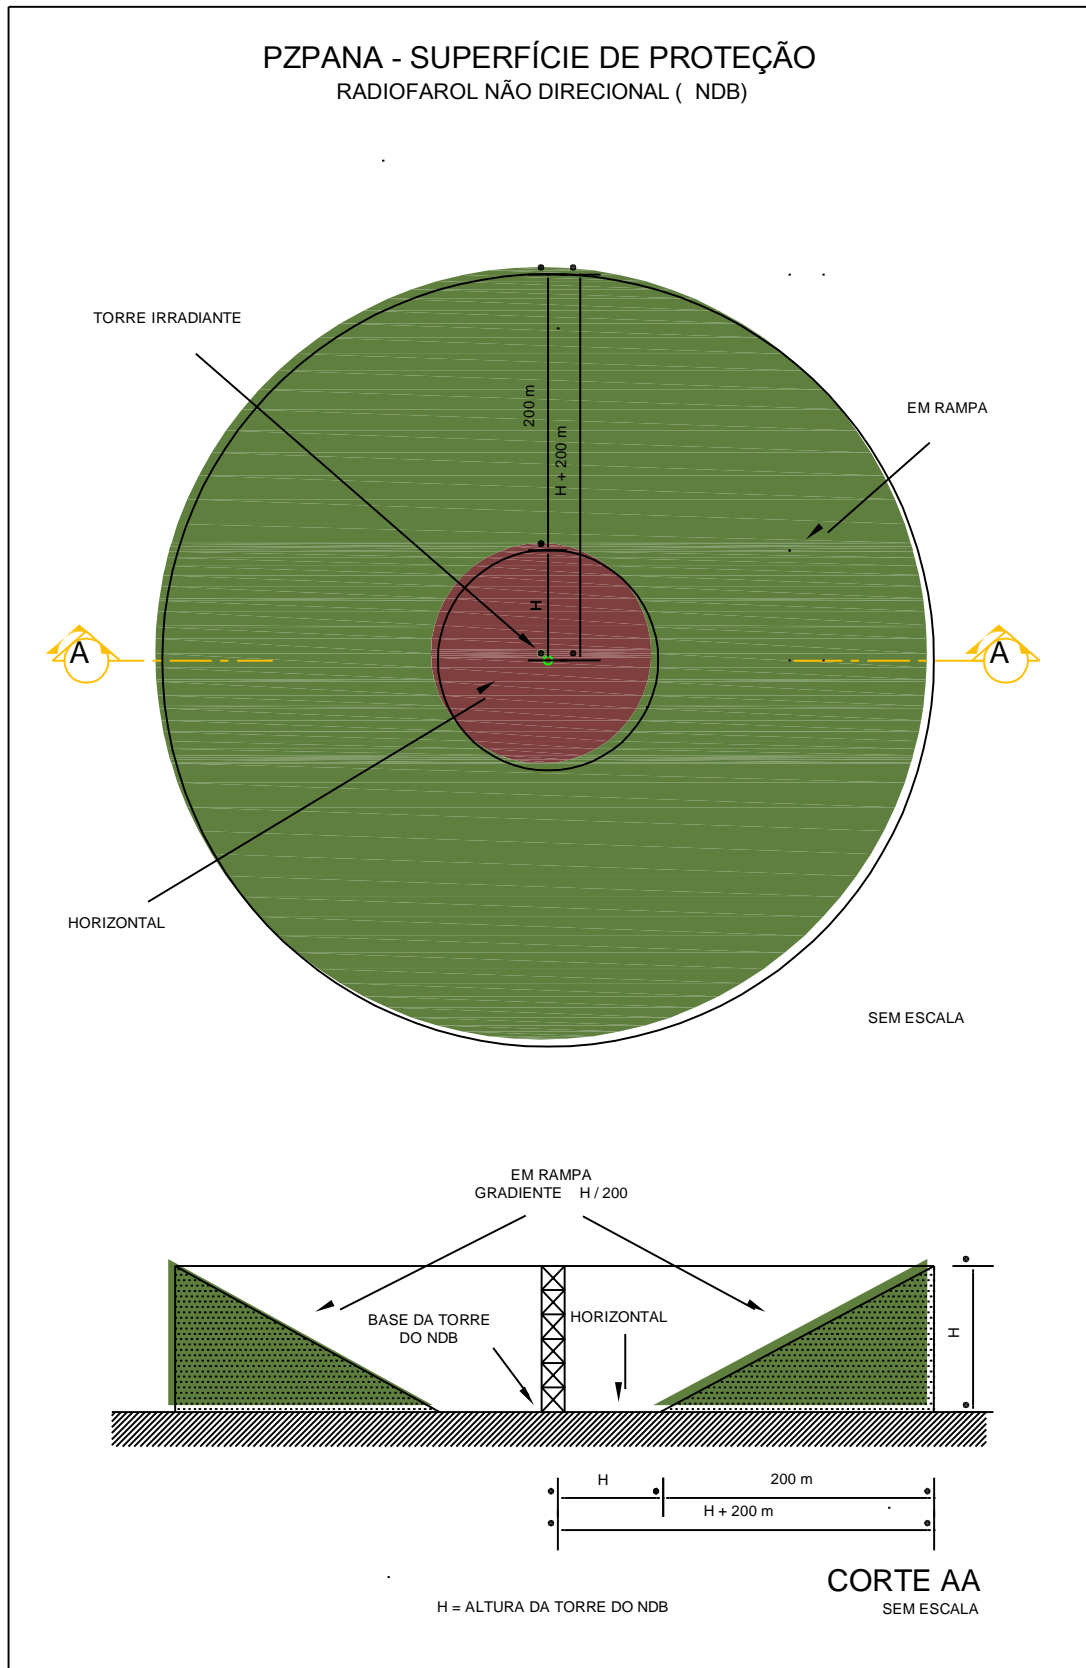 PZPANA - SUPERFÍCIE DE PROTEÇÃO
RADIOFAROL NÃO DIRECIONAL ( NDB)
TORRE IRRADIANTE
EM RAMPA
200 m
H + 200 m
H
A
A
HORIZONTAL
SEM ESCALA
EM RAMPA
GRADIENTE H / 200
BASE DA TORRE
DO NDB
HORIZONTAL
H
H
200 m
H + 200 m
CORTE AA
SEM ESCALA
H = ALTURA DA TORRE DO NDB